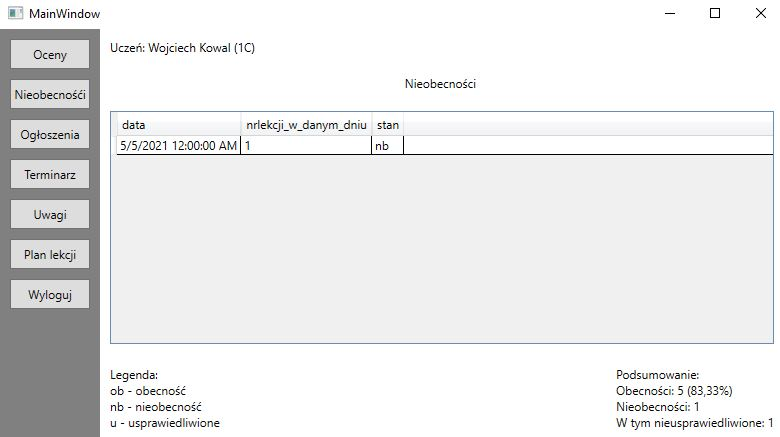 MainWindow
Oceny
Nieobecnośći
Ogłoszenia
Terminarz
Uwagi
Plan lekcji
Wyloguj
Uczeń: Wojciech Kowal (1C)
Nieobecności
data nrlekcji_w_danym_dniu stan
5/5/2021 12:00:00 AM 1 nb
Legenda:
ob - obecność
nb - nieobecność
u - usprawiedliwione
Podsumowanie:
Obecności: 5 (83,33%)
Nieobecności: 1
W tym nieusprawiedliwione: 1